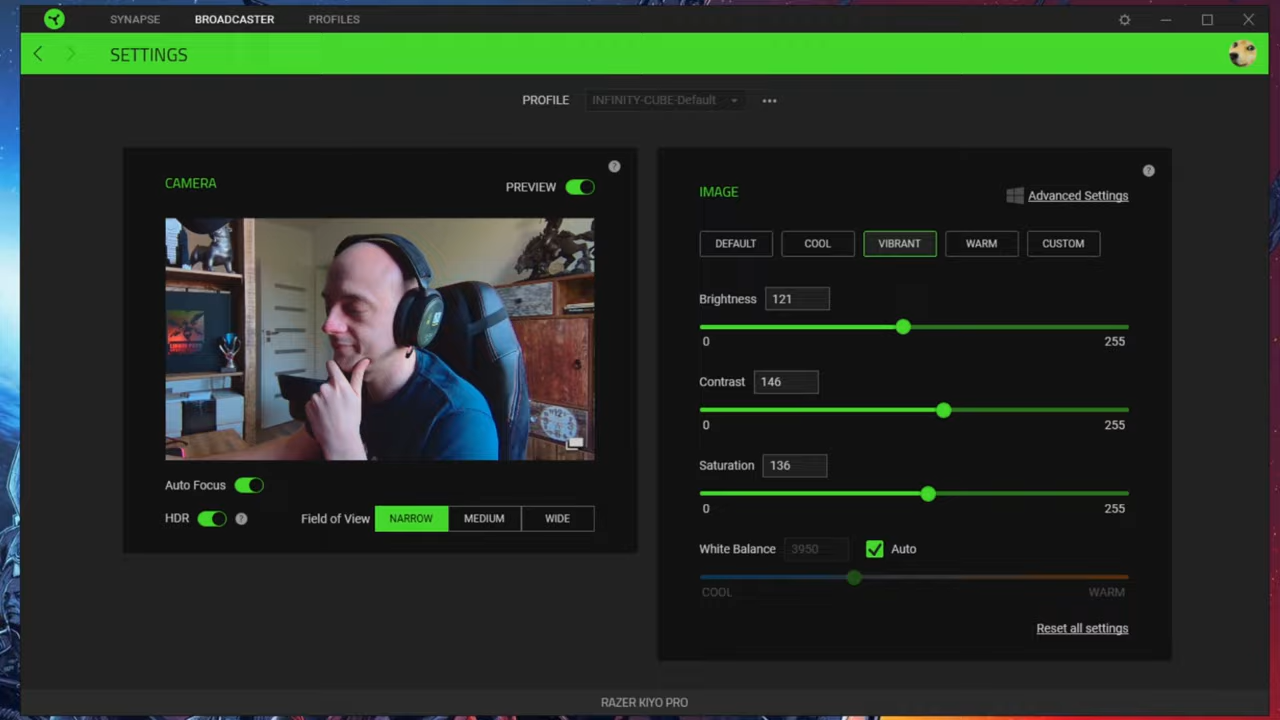 SYNAPSE BROADCASTER PROFILES
SETTINGS
PROFILE INFINITY-CUBE-Default
CAMERA
PREVIEW
Auto Focus
HDR
Field of View NARROW MEDIUM WIDE
IMAGE
Advanced Settings
DEFAULT COOL VIBRANT WARM CUSTOM
Brightness 121
0 255
Contrast 146
0 255
Saturation 136
0 255
White Balance 3950 Auto
COOL WARM
Reset all settings
RAZER KIYO PRO